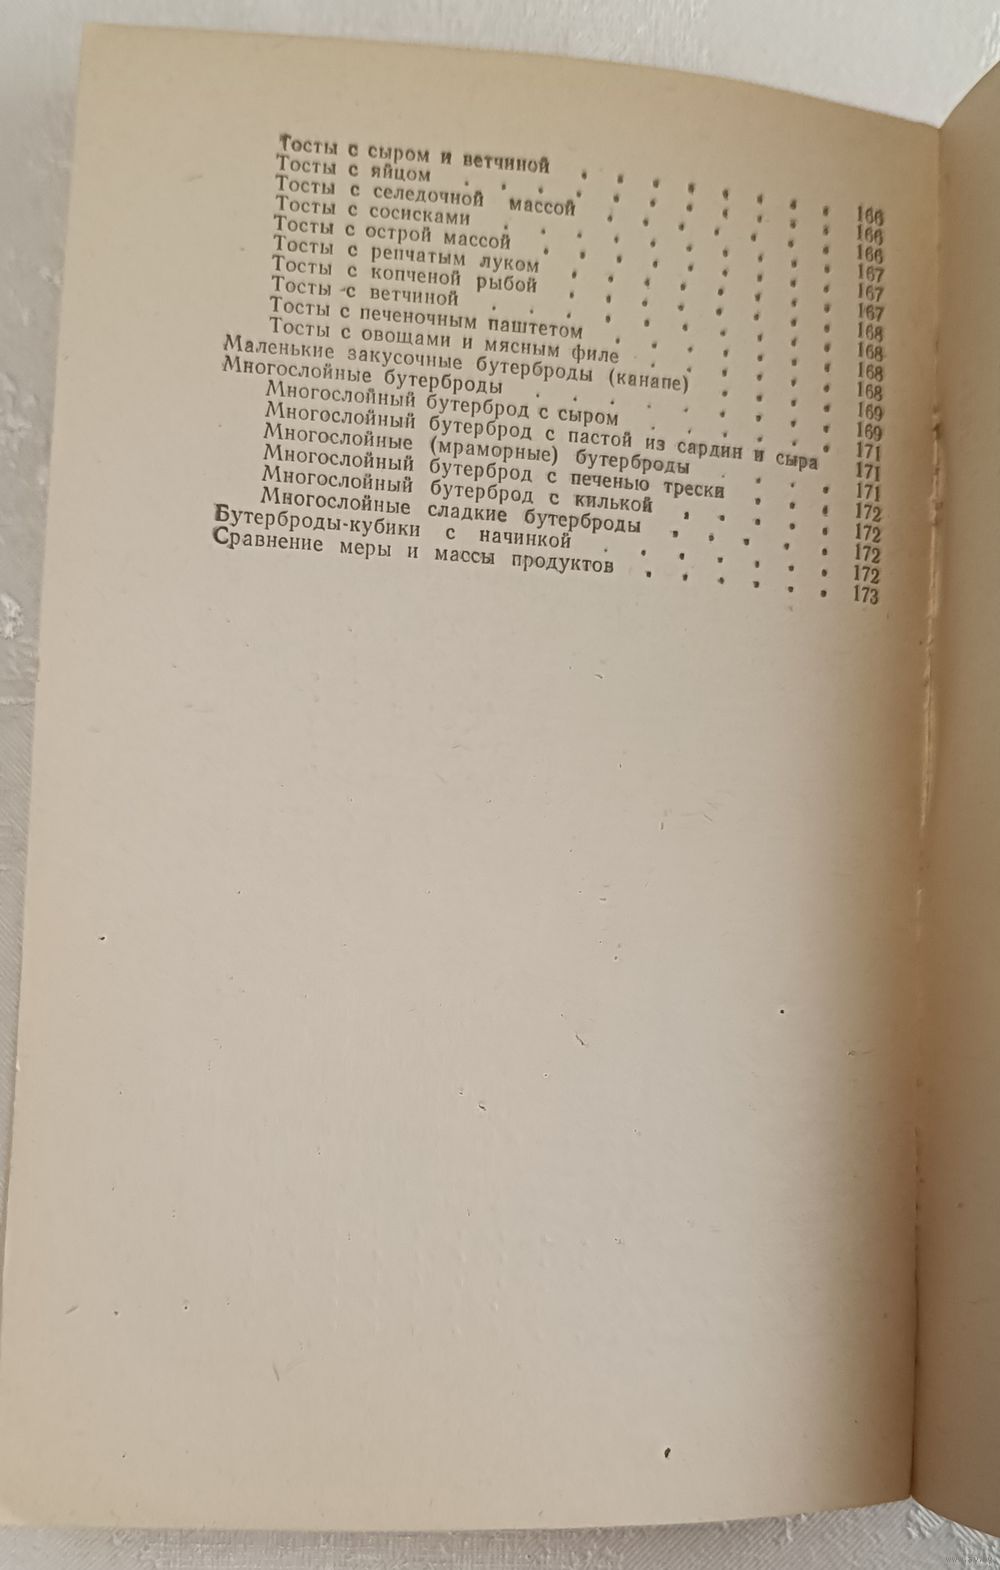 Тосты с сыром и ветчиной . . . . . . . . 166
Тосты с яйцом . . . . . . . . . . . 166
Тосты с селедочной массой . . . . . . . 166
Тосты с сосисками . . . . . . . . . . 167
Тосты с острой массой . . . . . . . . . 167
Тосты с репчатым луком . . . . . . . . 167
Тосты с копченой рыбой . . . . . . . . 168
Тосты с ветчиной . . . . . . . . . . 168
Тосты с печеночным паштетом . . . . . . . 168
Тосты с овощами и мясным филе . . . . . . 168
Маленькие закусочные бутерброды (канапе) . . . . 169
Многослойные бутерброды . . . . . . . . . 169
Многослойный бутерброд с сыром . . . . . . 171
Многослойный бутерброд с пастой из сардин и сыра 171
Многослойные (мраморные) бутерброды . . . . 171
Многослойный бутерброд с печенью трески . . . 172
Многослойный бутерброд с килькой . . . . . 172
Многослойные сладкие бутерброды . . . . . 172
Бутерброды-кубики с начинкой . . . . . . . 172
Сравнение меры и массы продуктов . . . . . . 173